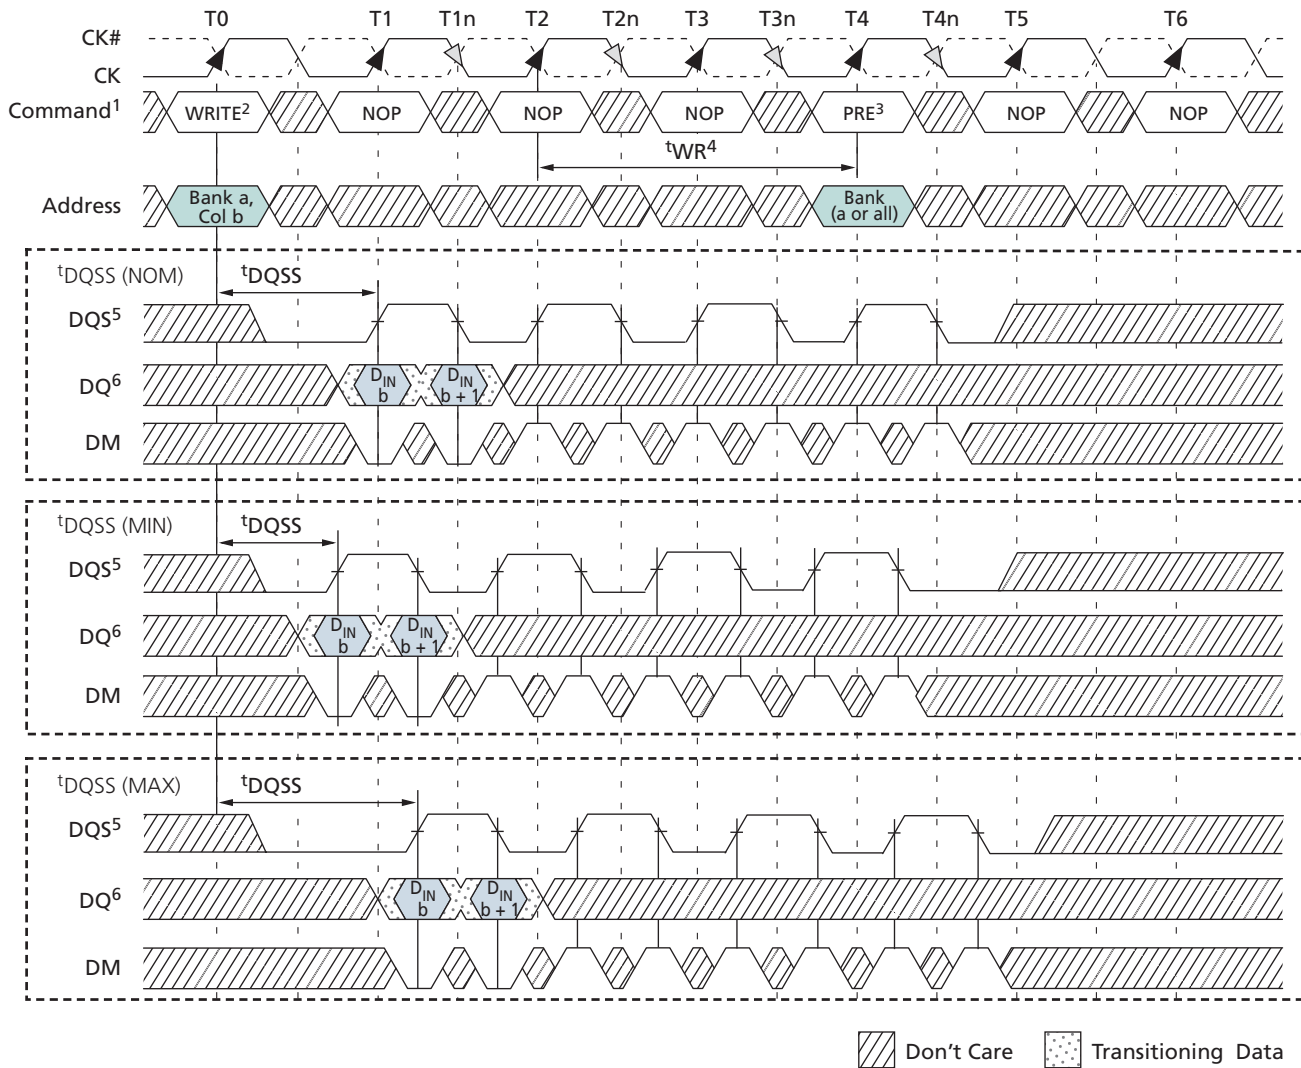 T0 T1 T1n T2 T2n T3 T3n T4 T4n T5 T6
CK#
CK
Command1 WRITE2 NOP NOP NOP PRE3 NOP NOP
tWR4
Address Bank a, Col b Bank (a or all)
tDQSS (NOM) tDQSS
DQS5
DQ6 DIN b DIN b + 1
DM
tDQSS (MIN) tDQSS
DQS5
DQ6 DIN b DIN b + 1
DM
tDQSS (MAX) tDQSS
DQS5
DQ6 DIN b DIN b + 1
DM
Don't Care Transitioning Data